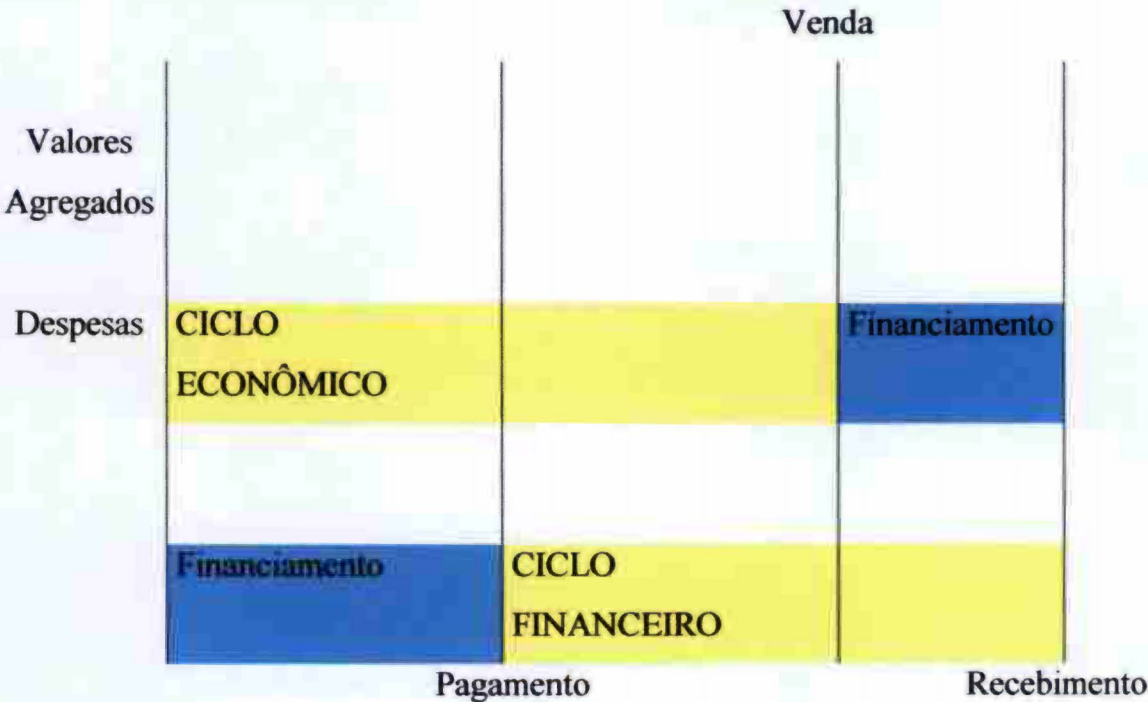 Venda
Valores
Agregados
Despesas
CICLO
ECONÔMICO
Financiamento
Financiamento
CICLO
FINANCEIRO
Pagamento
Recebimento